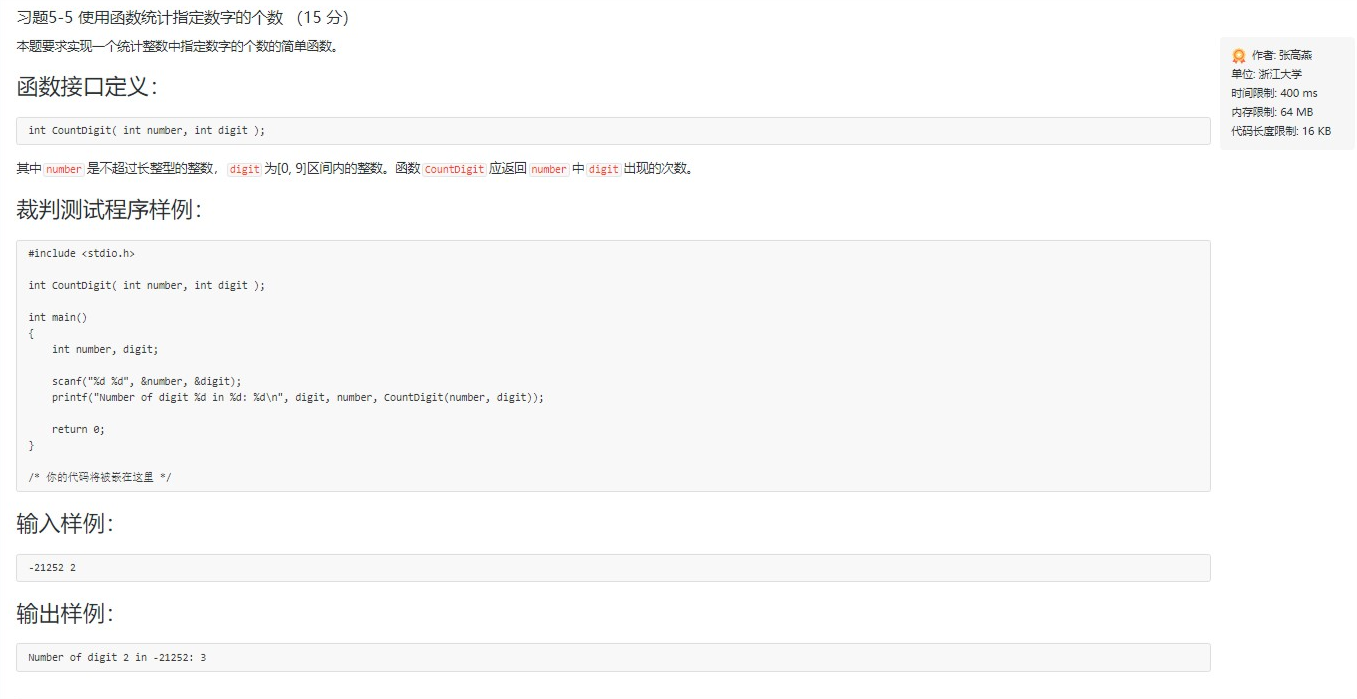 习题5-5 使用函数统计指定数字的个数 （15 分）
本题要求实现一个统计整数中指定数字的个数的简单函数。
作者: 张高燕
单位: 浙江大学
时间限制: 400 ms
内存限制: 64 MB
代码长度限制: 16 KB
函数接口定义：
int CountDigit( int number, int digit );
其中 number 是不超过长整型的整数， digit 为[0, 9]区间内的整数。函数 CountDigit 应返回 number 中 digit 出现的次数。
裁判测试程序样例：
#include <stdio.h>
int CountDigit( int number, int digit );
int main()
{
    int number, digit;
    scanf("%d %d", &number, &digit);
    printf("Number of digit %d in %d: %d\n", digit, number, CountDigit(number, digit));
    return 0;
}
/* 你的代码将被嵌在这里 */
输入样例：
-21252 2
输出样例：
Number of digit 2 in -21252: 3